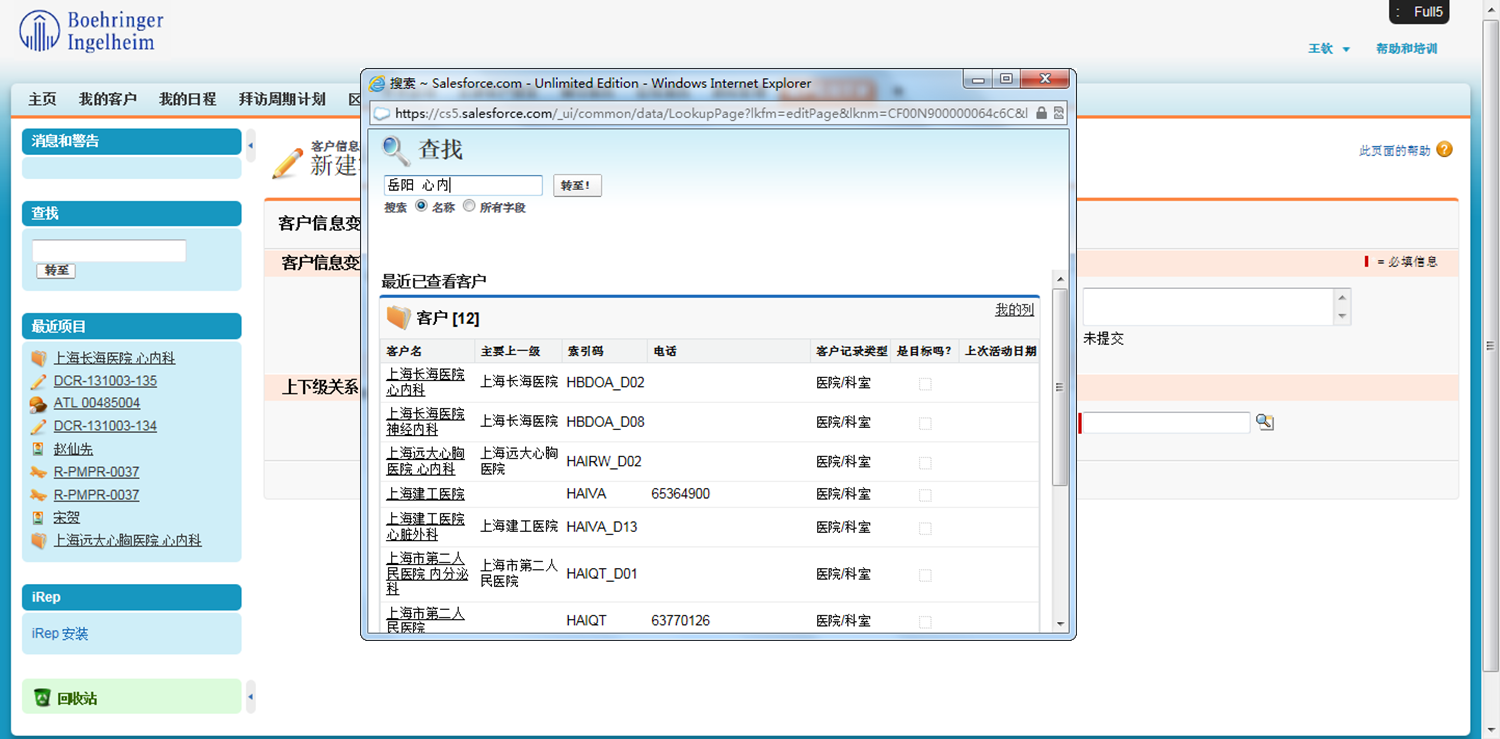 Boehringer
Ingelheim
: Full5
王钦
帮助和培训
主页 我的客户 我的日程 拜访周期计划
消息和警告
查找
转至
最近项目
上海长海医院 心内科
DCR-131003-135
ATL 00485004
DCR-131003-134
赵仙先
R-PMPR-0037
R-PMPR-0037
宋贺
上海远大心胸医院 心内科
iRep
iRep 安装
回收站
客户信息
新建
此页面的帮助
客户信息变
客户信息变
= 必填信息
未提交
上下级关系
搜索 ~ Salesforce.com - Unlimited Edition - Windows Internet Explorer
https://cs5.salesforce.com/_ui/common/data/LookupPage?lkfm=editPage&lknm=CF00N900000064c6C&l
查找
岳阳 心内
转至!
搜索 名称 所有字段
最近已查看客户
客户 [12]
我的列
客户名 主要上一级 索引码 电话 客户记录类型 是目标吗? 上次活动日期
上海长海医院 心内科 上海长海医院 HBDOA_D02 医院/科室
上海长海医院 神经内科 上海长海医院 HBDOA_D08 医院/科室
上海远大心胸医院 心内科 上海远大心胸医院 HAIRW_D02 医院/科室
上海建工医院 HAIVA 65364900 医院/科室
上海建工医院 心脏外科 上海建工医院 HAIVA_D13 医院/科室
上海市第二人民医院 内分泌科 上海市第二人民医院 HAIQT_D01 医院/科室
上海市第二人民医院 HAIQT 63770126 医院/科室